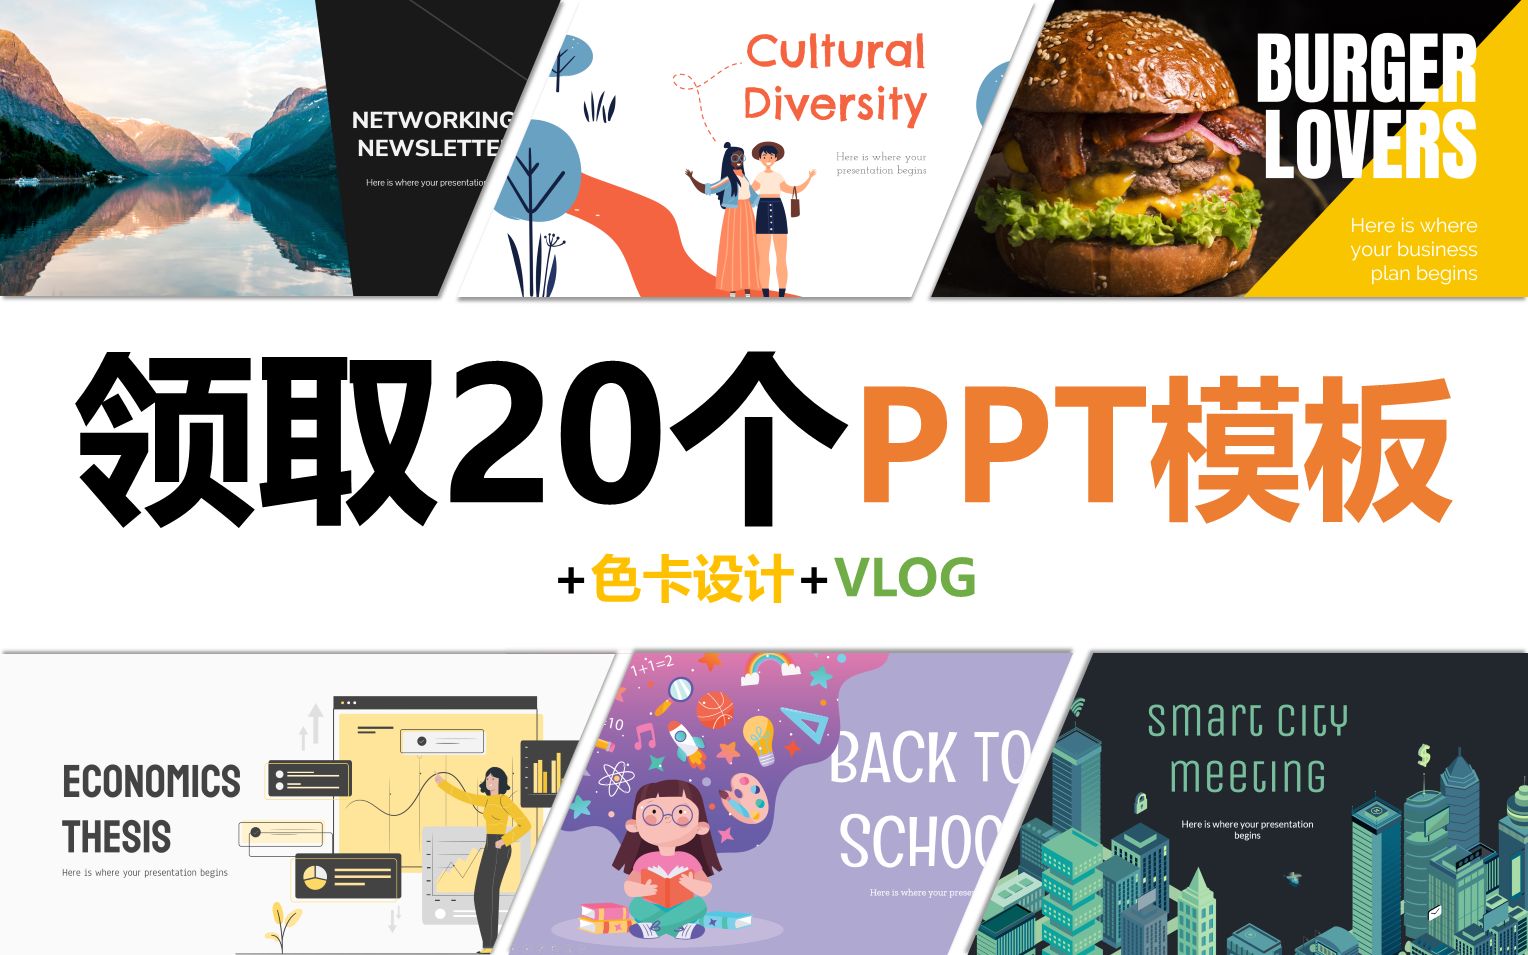 NETWORKING
NEWSLETTE
Here is where your presentation
Cultural
Diversity
Here is where your
presentation begins
BURGER
LOVERS
Here is where
your business
plan begins
领取20个PPT模板
+色卡设计+VLOG
ECONOMICS
THESIS
Here is where your presentation begins
1+1=2
=10
BACK TO
SCHOO
Here is where your presen
smart city
meeting
Here is where your presentation
begins